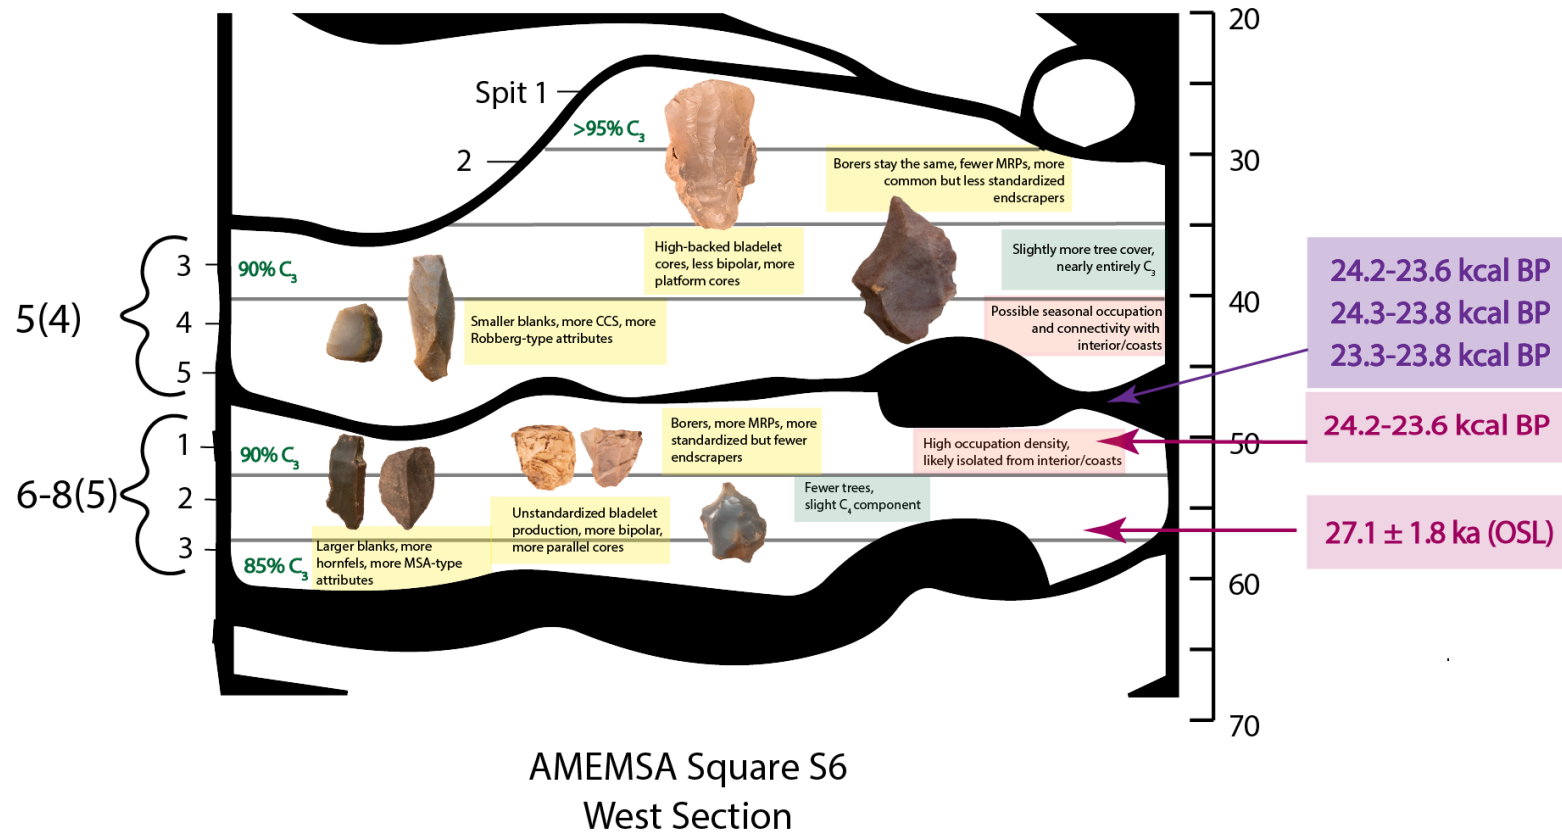 20
Spit 1
>95% C₃
2
30
Borers stay the same, fewer MRPs, more
common but less standardized
endscrapers
High-backed bladelet
cores, less bipolar, more
platform cores
Slightly more tree cover,
nearly entirely C₃
3
90% C₃
5(4)
4
5
40
Smaller blanks, more CCS, more
Robberg-type attributes
Possible seasonal occupation
and connectivity with
interior/coasts
24.2-23.6 kcal BP
24.3-23.8 kcal BP
23.3-23.8 kcal BP
Borers, more MRPs, more
standardized but fewer
endscrapers
High occupation density,
likely isolated from interior/coasts
50
24.2-23.6 kcal BP
1
90% C₃
6-8(5)
2
3
Fewer trees,
slight C₄ component
Unstandardized bladelet
production, more bipolar,
more parallel cores
27.1 ± 1.8 ka (OSL)
Larger blanks, more
hornfels, more MSA-type
attributes
85% C₃
60
70
AMEMSA Square S6
West Section